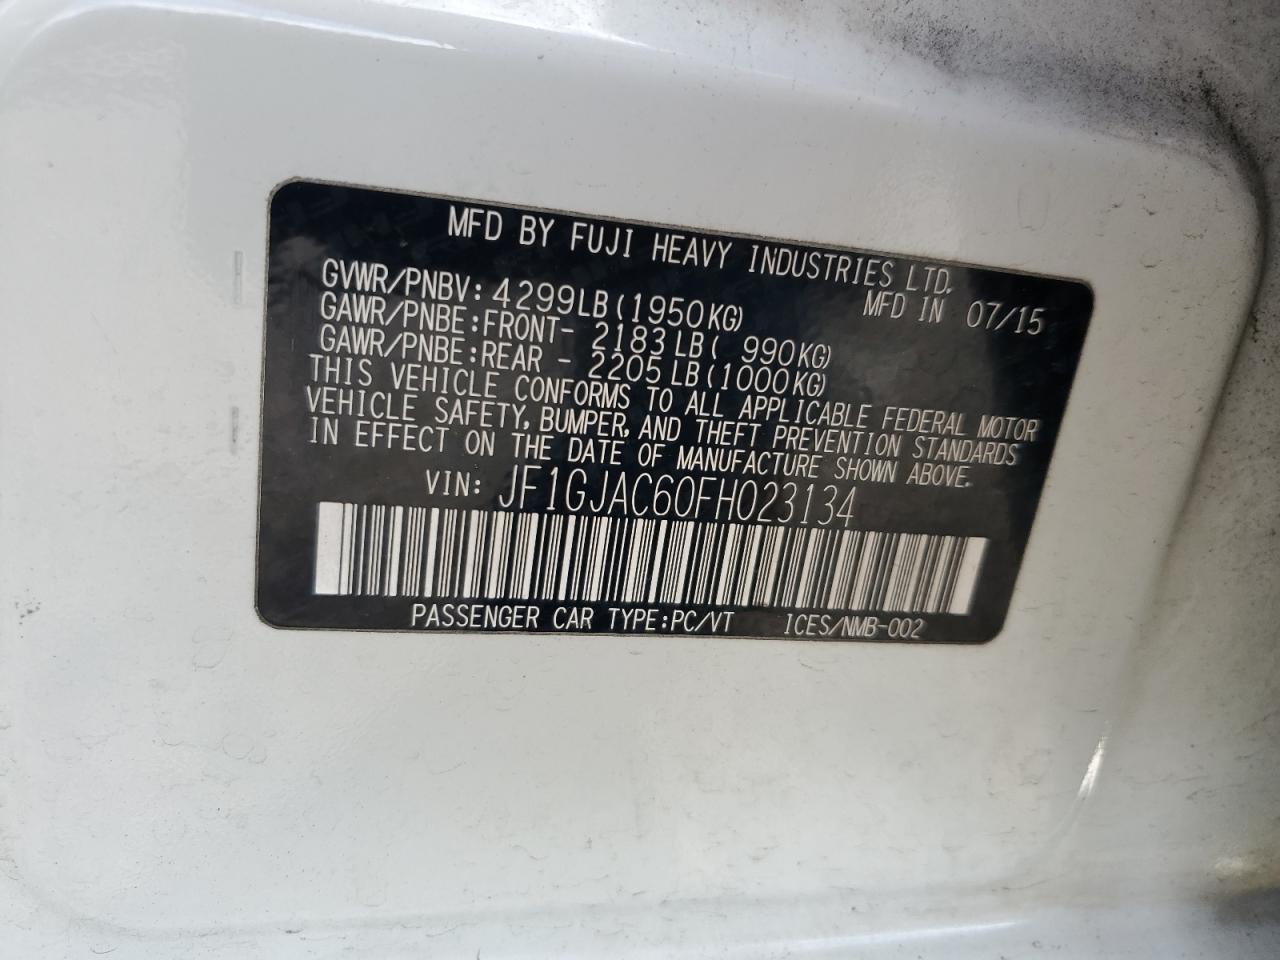 MFD BY FUJI HEAVY INDUSTRIES LTD.
MFD IN 07/15
GVWR/PNBV: 4299LB(1950KG)
GAWR/PNBE:FRONT- 2183LB( 990KG)
GAWR/PNBE:REAR - 2205LB(1000KG)
THIS VEHICLE CONFORMS TO ALL APPLICABLE FEDERAL MOTOR
VEHICLE SAFETY, BUMPER, AND THEFT PREVENTION STANDARDS
IN EFFECT ON THE DATE OF MANUFACTURE SHOWN ABOVE.
VIN: JF1GJAC60FH023134
PASSENGER CAR TYPE:PC/VT ICES/NMB-002